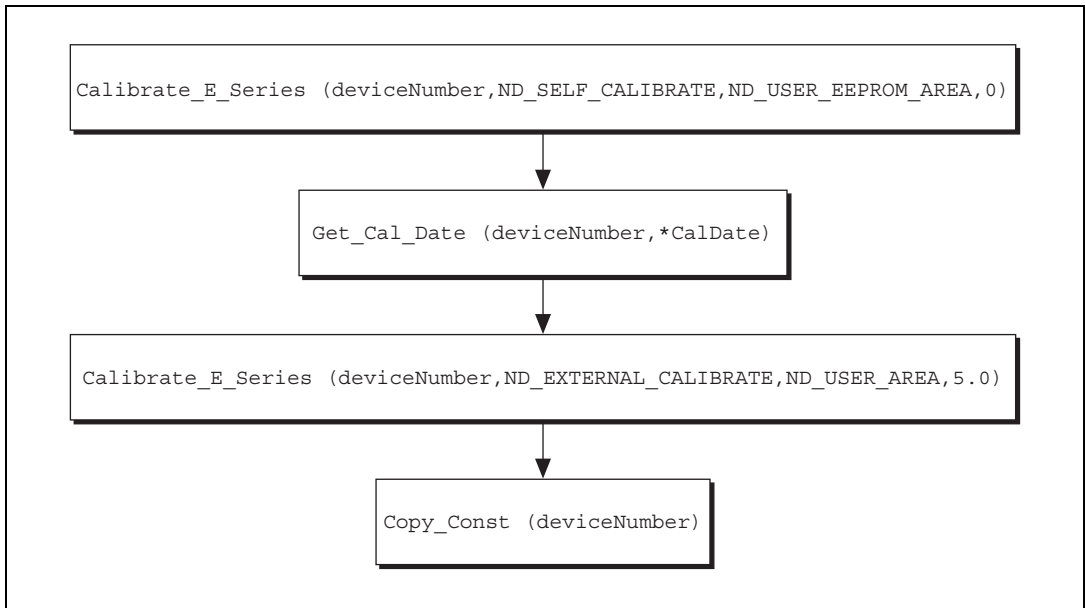 Calibrate_E_Series (deviceNumber,ND_SELF_CALIBRATE,ND_USER_EEPROM_AREA,0)
Get_Cal_Date (deviceNumber,*CalDate)
Calibrate_E_Series (deviceNumber,ND_EXTERNAL_CALIBRATE,ND_USER_AREA,5.0)
Copy_Const (deviceNumber)